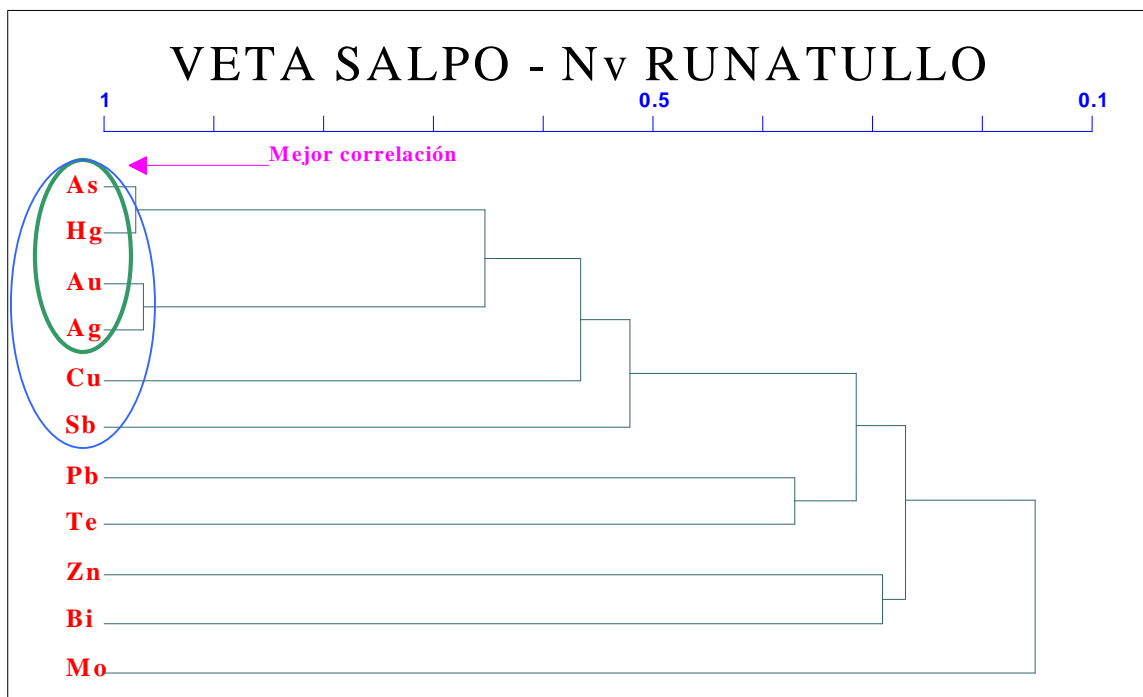 VETA SALPO - Nv RUNATULLO
1 0.5 0.1
Mejor correlación
As
Hg
Au
Ag
Cu
Sb
Pb
Te
Zn
Bi
Mo